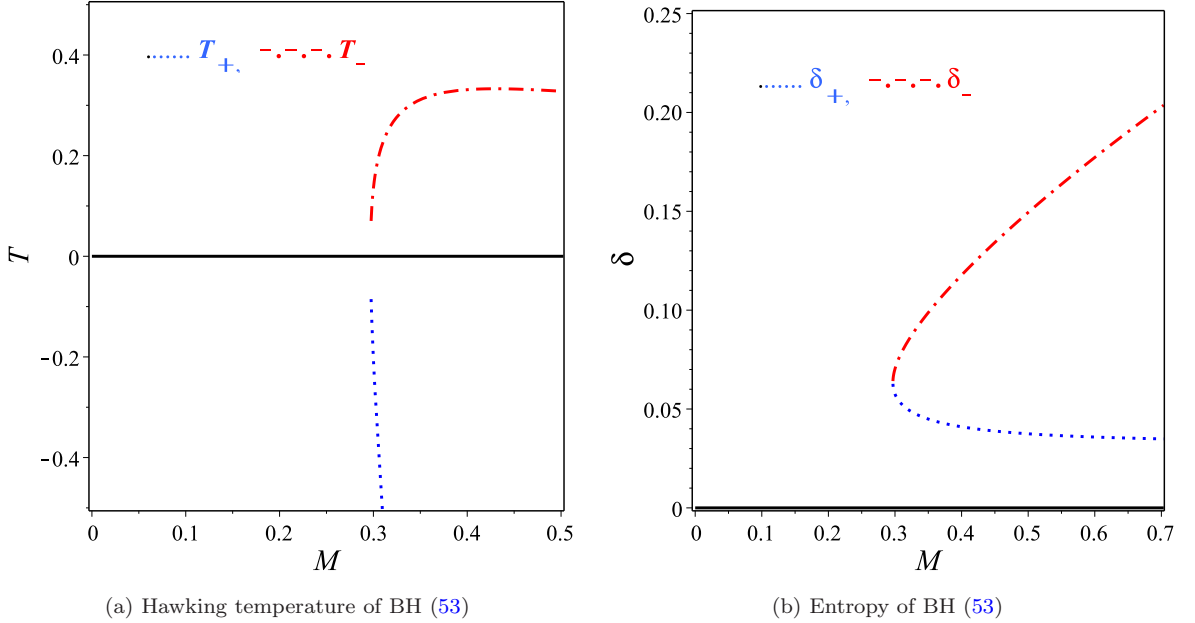 0.4
0.2
0
−0.2
−0.4
T
T+,
T_
0
0.1
0.2
0.3
0.4
0.5
M
(a) Hawking temperature of BH (53)
0.25
0.20
0.15
0.10
0.05
0
δ
δ+,
δ_
0
0.1
0.2
0.3
0.4
0.5
0.6
0.7
M
(b) Entropy of BH (53)